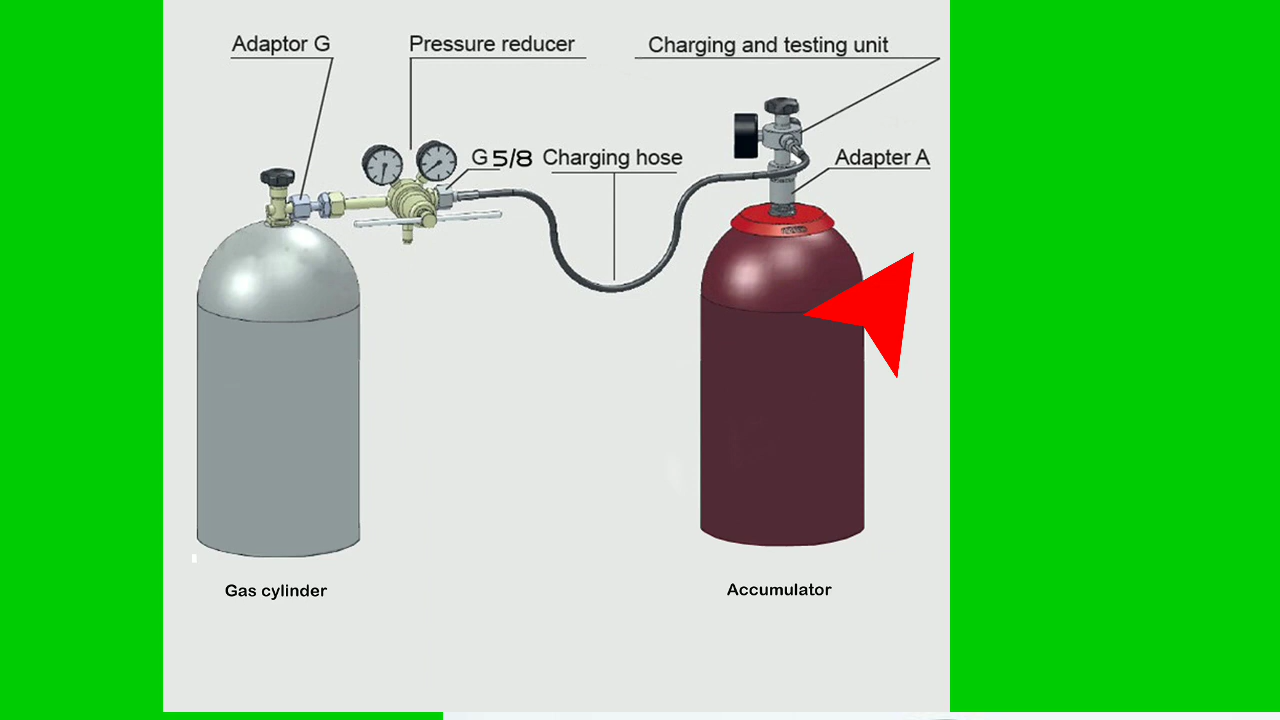 Adaptor G
Pressure reducer
Charging and testing unit
G 5/8
Charging hose
Adapter A
Gas cylinder
Accumulator